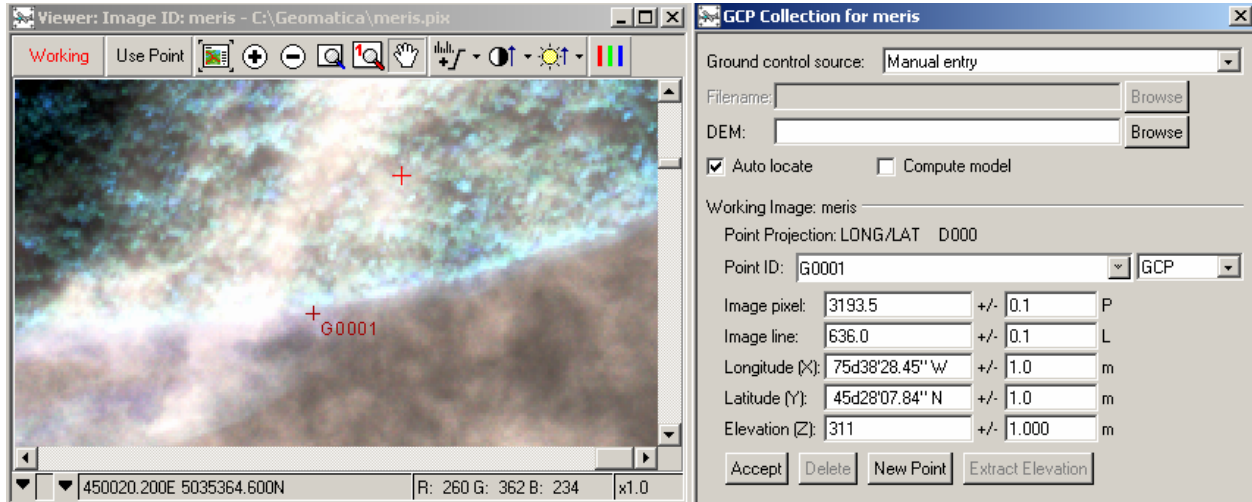 Viewer: Image ID: meris - C:\Geomatica\meris.pix
Working Use Point
G0001
450020.200E 5035364.600N R: 260 G: 362 B: 234 x1.0
GCP Collection for meris
Ground control source: Manual entry
Filename: Browse
DEM: Browse
Auto locate Compute model
Working Image: meris
Point Projection: LONG/LAT D000
Point ID: G0001 GCP
Image pixel: 3193.5 +/- 0.1 P
Image line: 636.0 +/- 0.1 L
Longitude (X): 75d38'28.45" W +/- 1.0 m
Latitude (Y): 45d28'07.84" N +/- 1.0 m
Elevation (Z): 311 +/- 1.000 m
Accept Delete New Point Extract Elevation